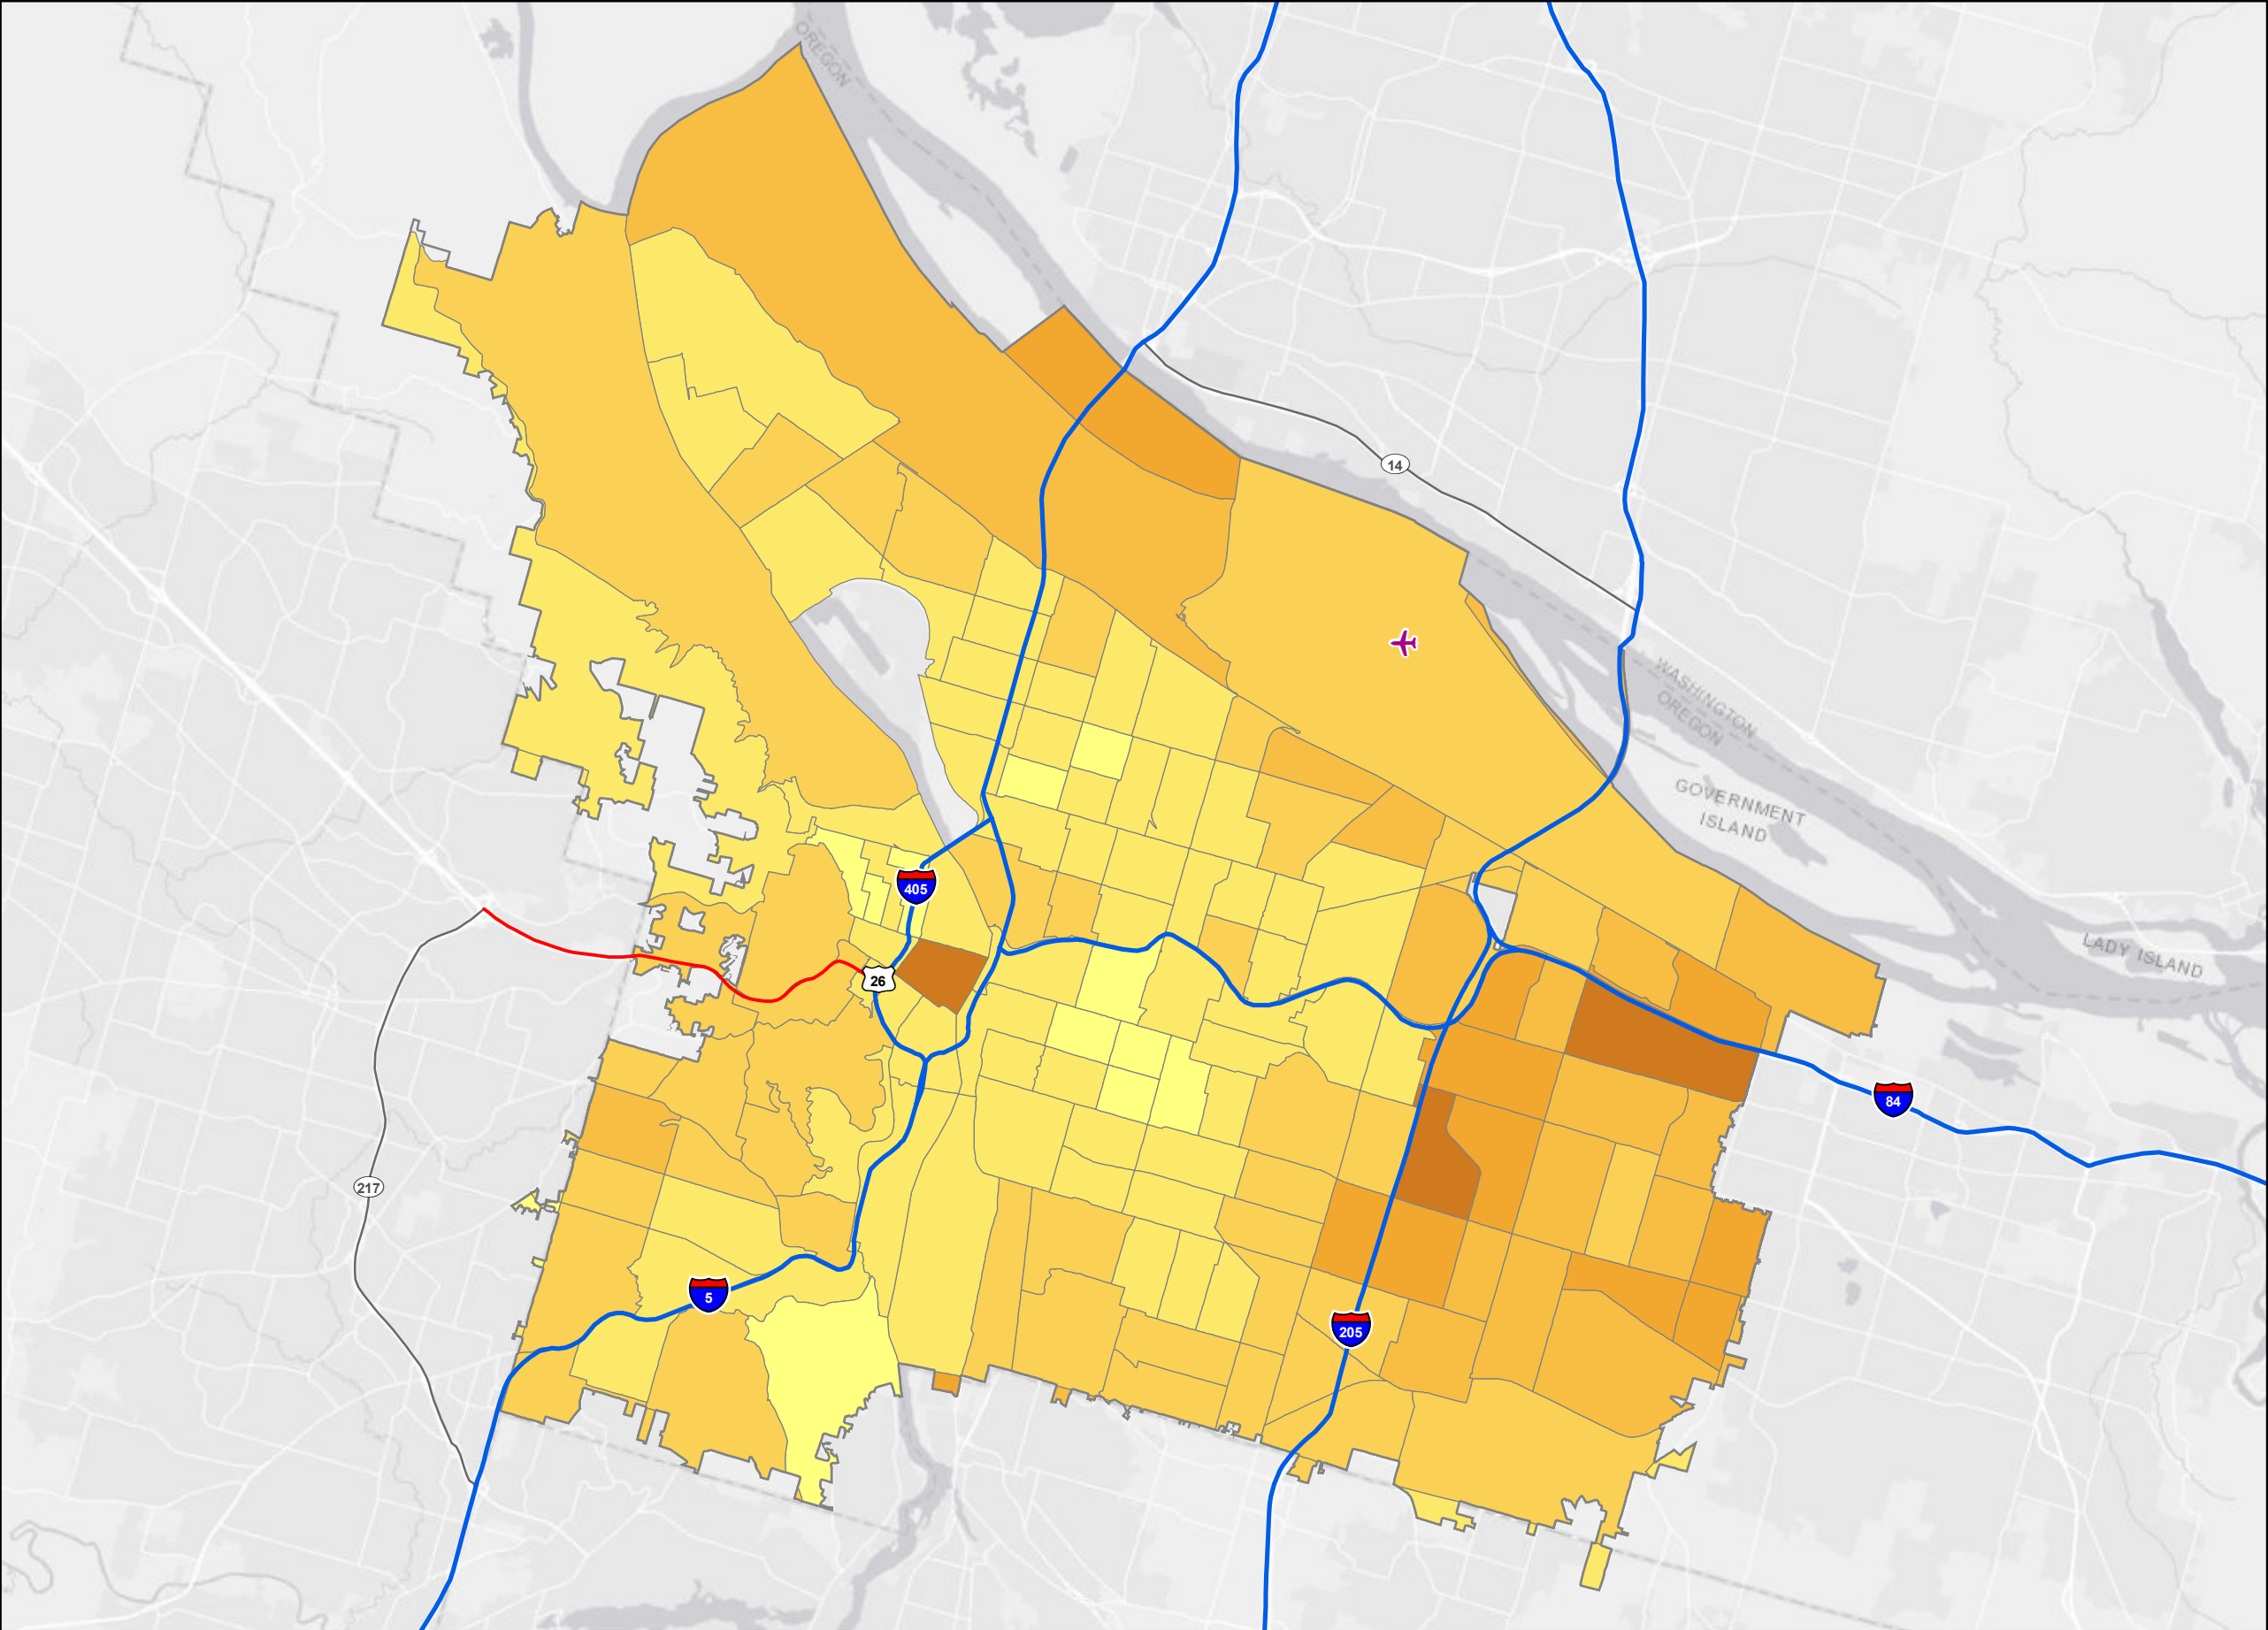 OREGON
14
WASHINGTON
OREGON
GOVERNMENT
ISLAND
405
LADY ISLAND
26
84
217
5
205